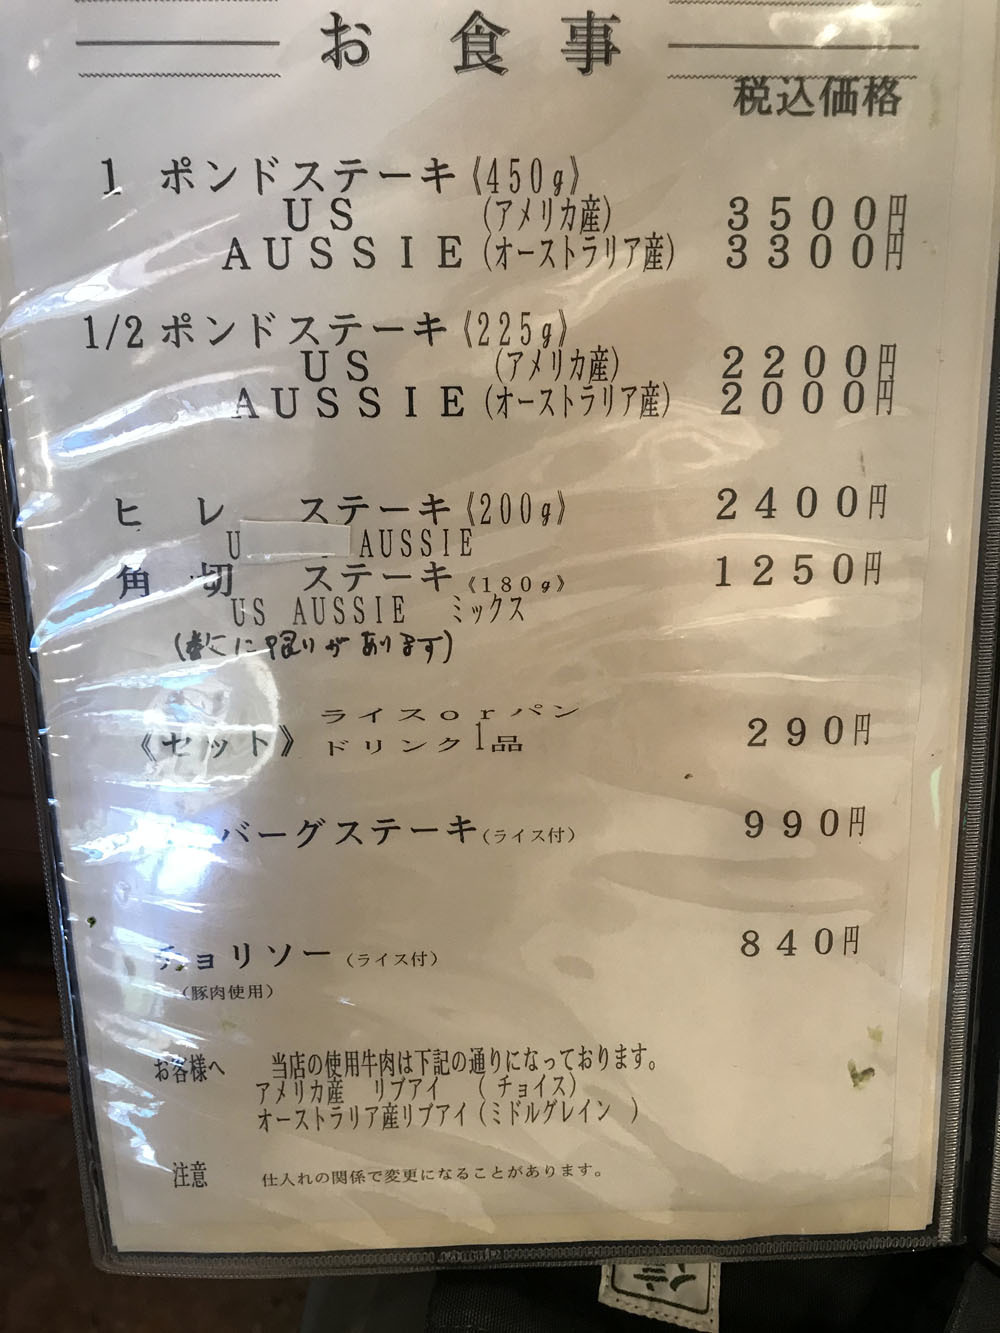 お食事
税込価格
1 ポンドステーキ《450g》
US (アメリカ産) 3500円
AUSSIE (オーストラリア産) 3300円
1/2 ポンドステーキ《225g》
US (アメリカ産) 2200円
AUSSIE (オーストラリア産) 2000円
ヒレ ステーキ《200g》 2400円
U AUSSIE
角切 ステーキ《180g》 1250円
US AUSSIE ミックス
(数に限りがあります)
ライスorパン
《セット》 ドリンク1品 290円
バーグステーキ(ライス付) 990円
チョリソー (ライス付) 840円
(豚肉使用)
お客様へ 当店の使用牛肉は下記の通りになっております。
アメリカ産 リブアイ (チョイス)
オーストラリア産リブアイ(ミドルグレイン )
注意 仕入れの関係で変更になることがあります。